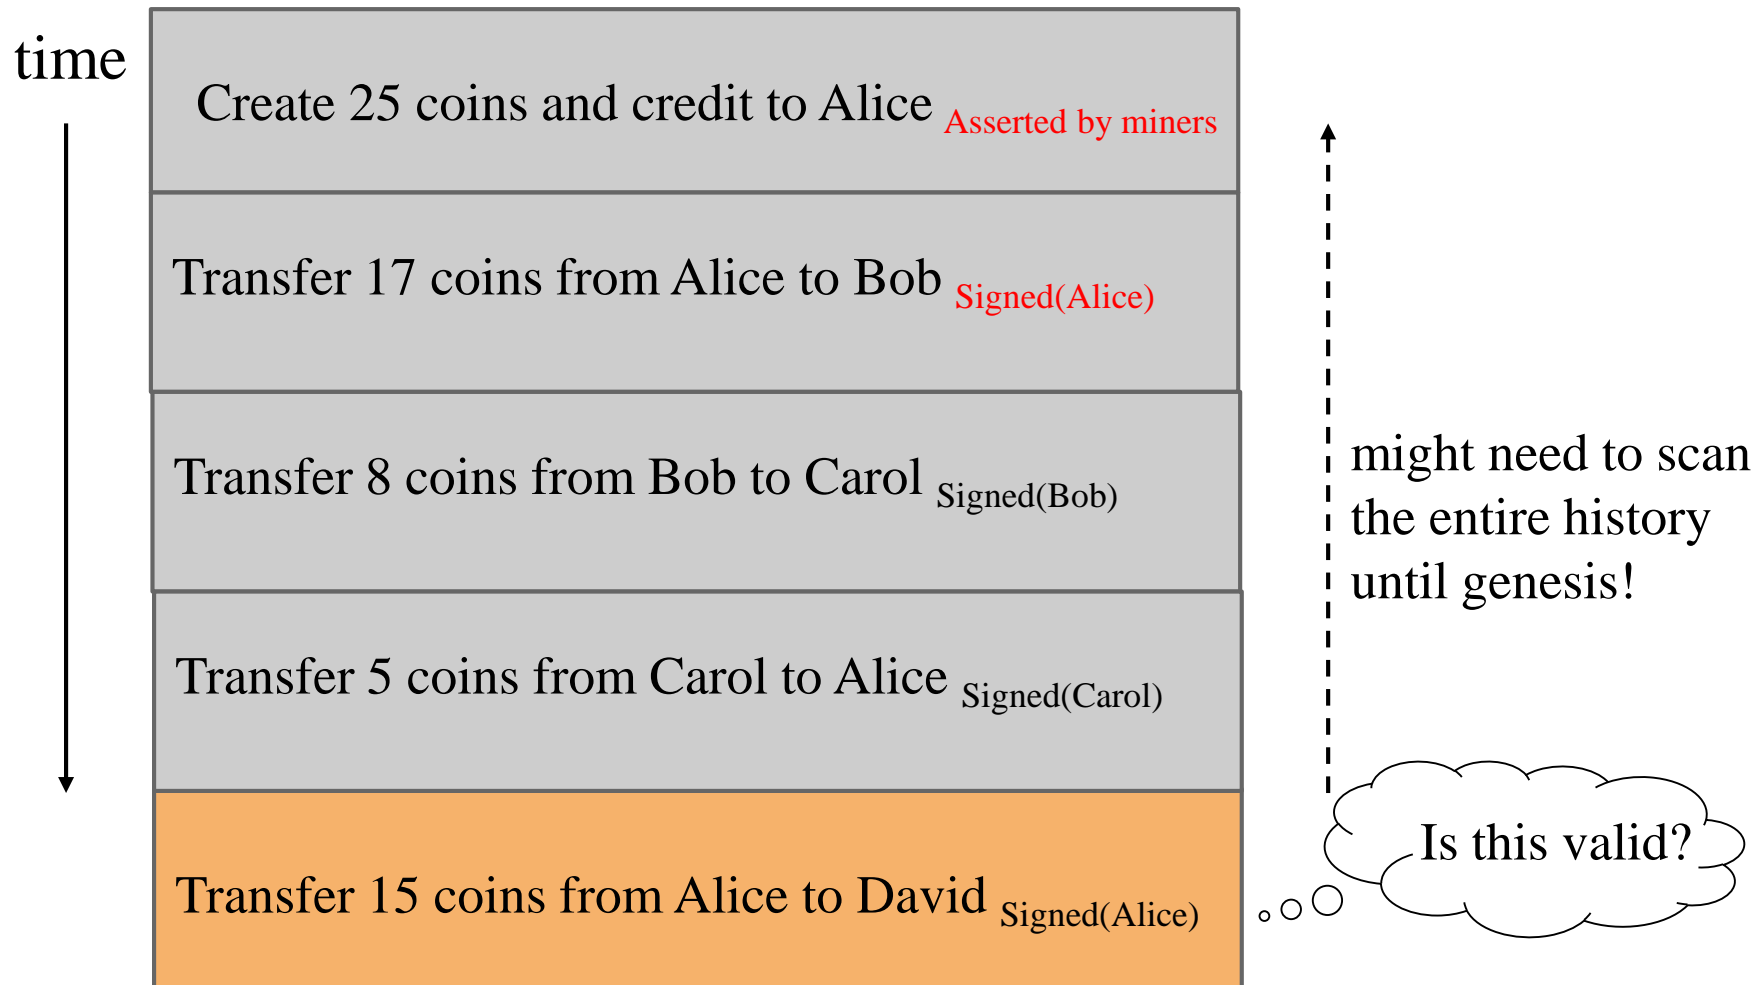 time
Create 25 coins and credit to Alice Asserted by miners
Transfer 17 coins from Alice to Bob Signed(Alice)
Transfer 8 coins from Bob to Carol Signed(Bob)
Transfer 5 coins from Carol to Alice Signed(Carol)
Transfer 15 coins from Alice to David Signed(Alice)
might need to scan
the entire history
until genesis!
Is this valid?